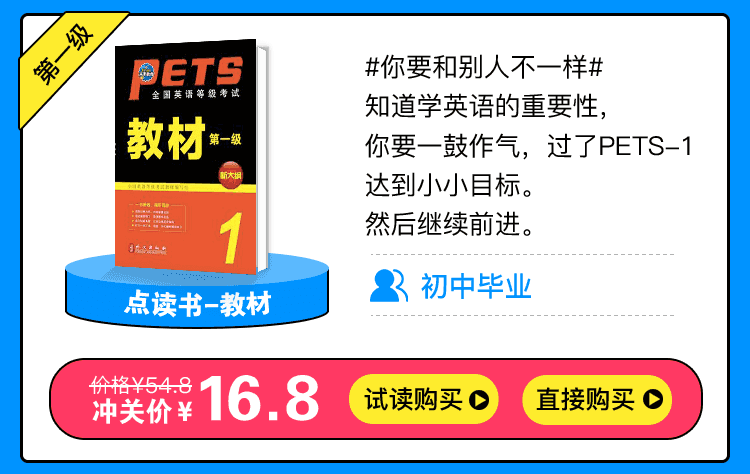 第一级
PETS
全国英语等级考试
教材 第一级
新大纲
1
点读书-教材
#你要和别人不一样#
知道学英语的重要性，
你要一鼓作气，过了PETS-1
达到小小目标。
然后继续前进。
初中毕业
价格¥54.8
冲关价¥16.8
试读购买
直接购买